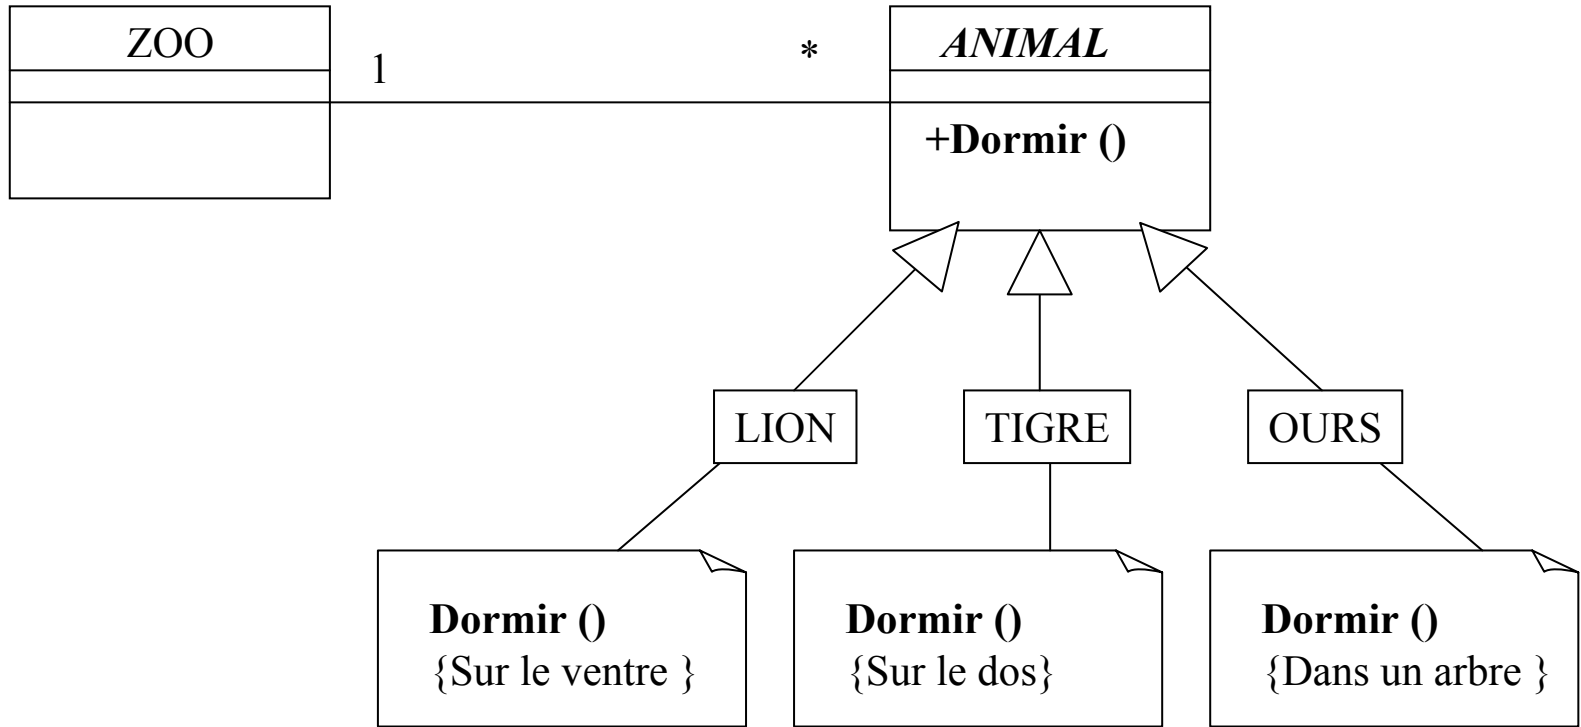 ZOO
1
*
ANIMAL
+Dormir ()
LION
TIGRE
OURS
Dormir ()
{Sur le ventre }
Dormir ()
{Sur le dos}
Dormir ()
{Dans un arbre }